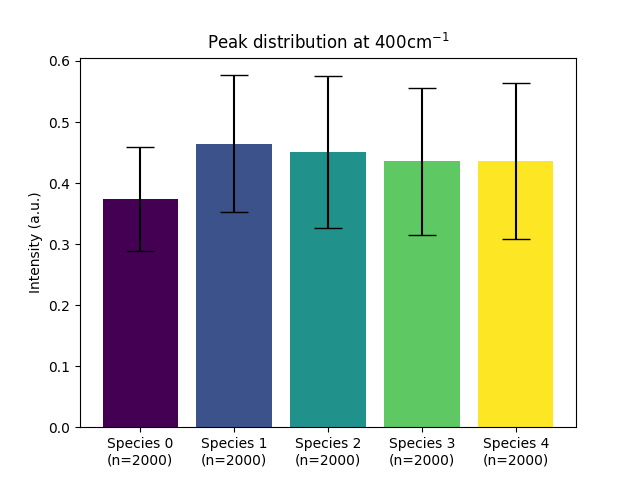 Peak distribution at 400cm⁻¹
Intensity (a.u.)
0.6
0.5
0.4
0.3
0.2
0.1
0.0
Species 0 Species 1 Species 2 Species 3 Species 4
(n=2000) (n=2000) (n=2000) (n=2000) (n=2000)